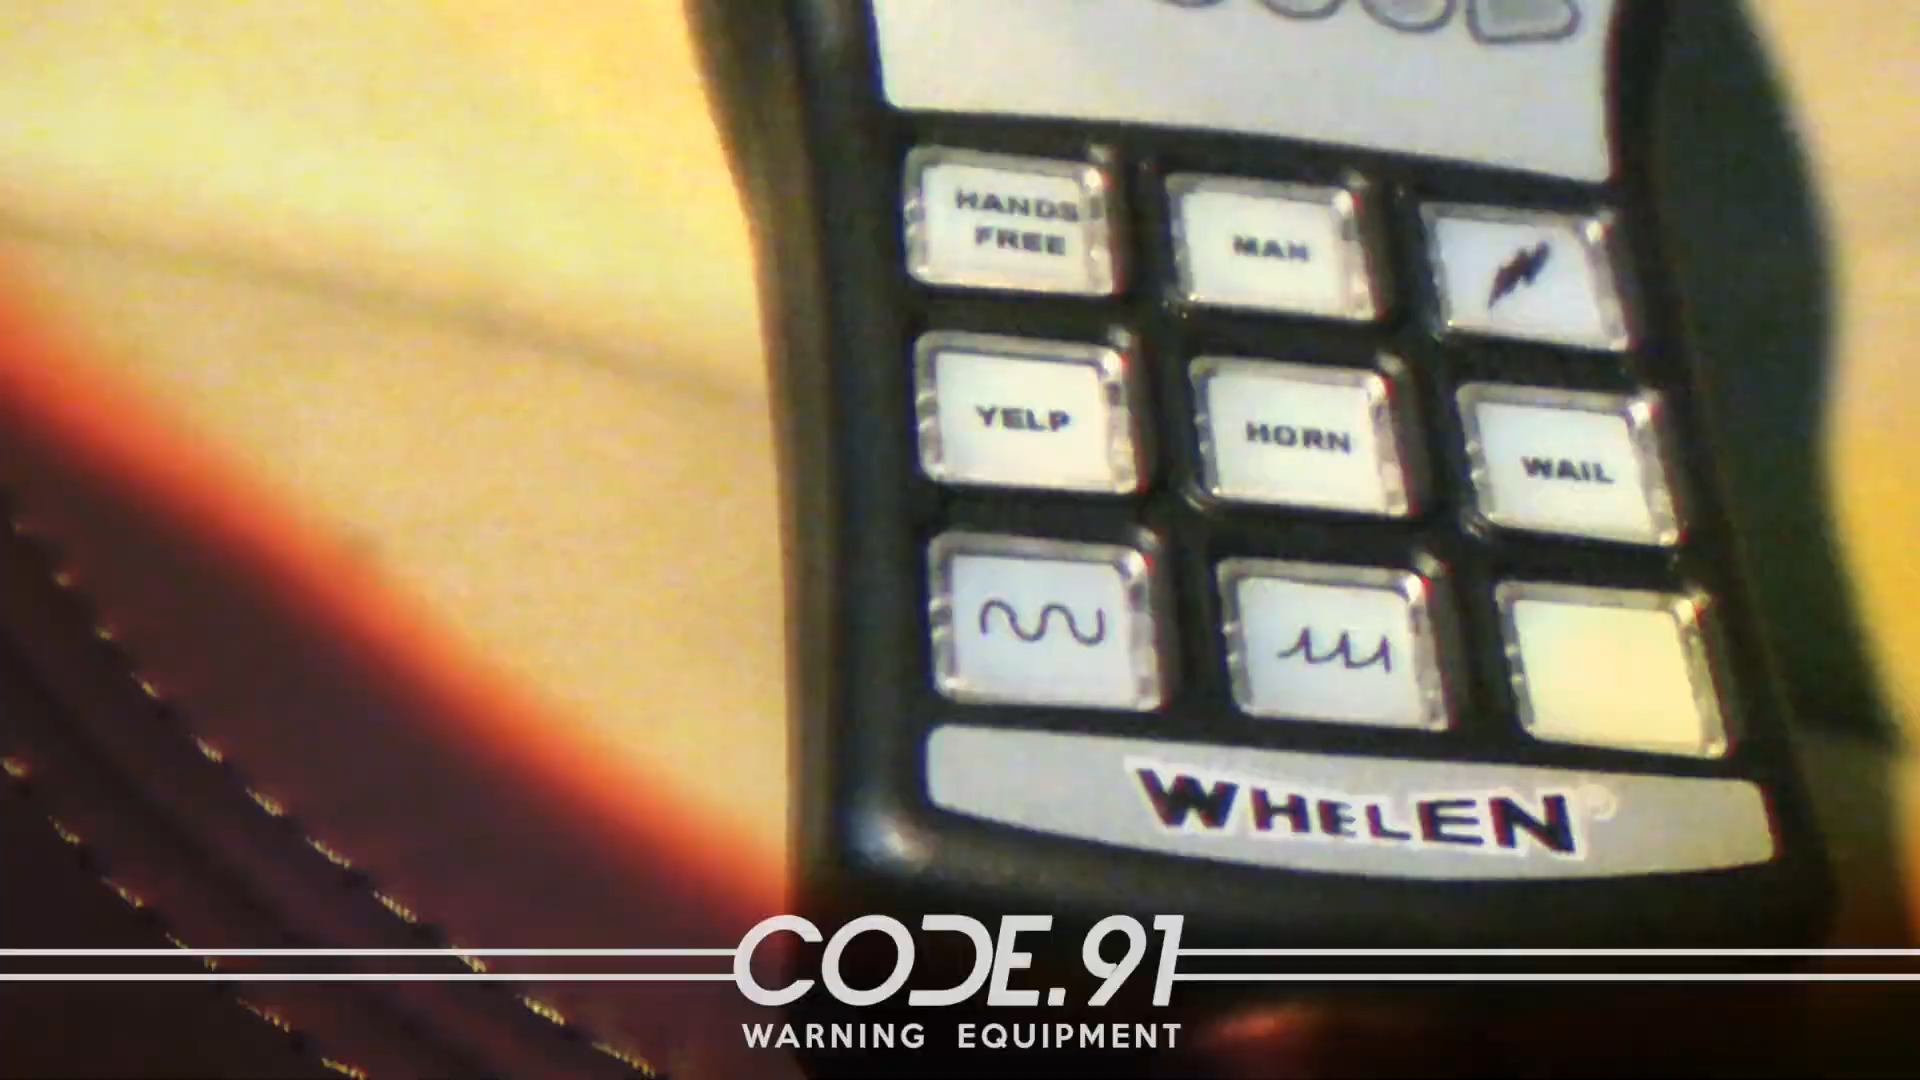 HANDS
FREE
MAN
YELP
HORN
WAIL
WHELEN®
CODE.91
WARNING EQUIPMENT